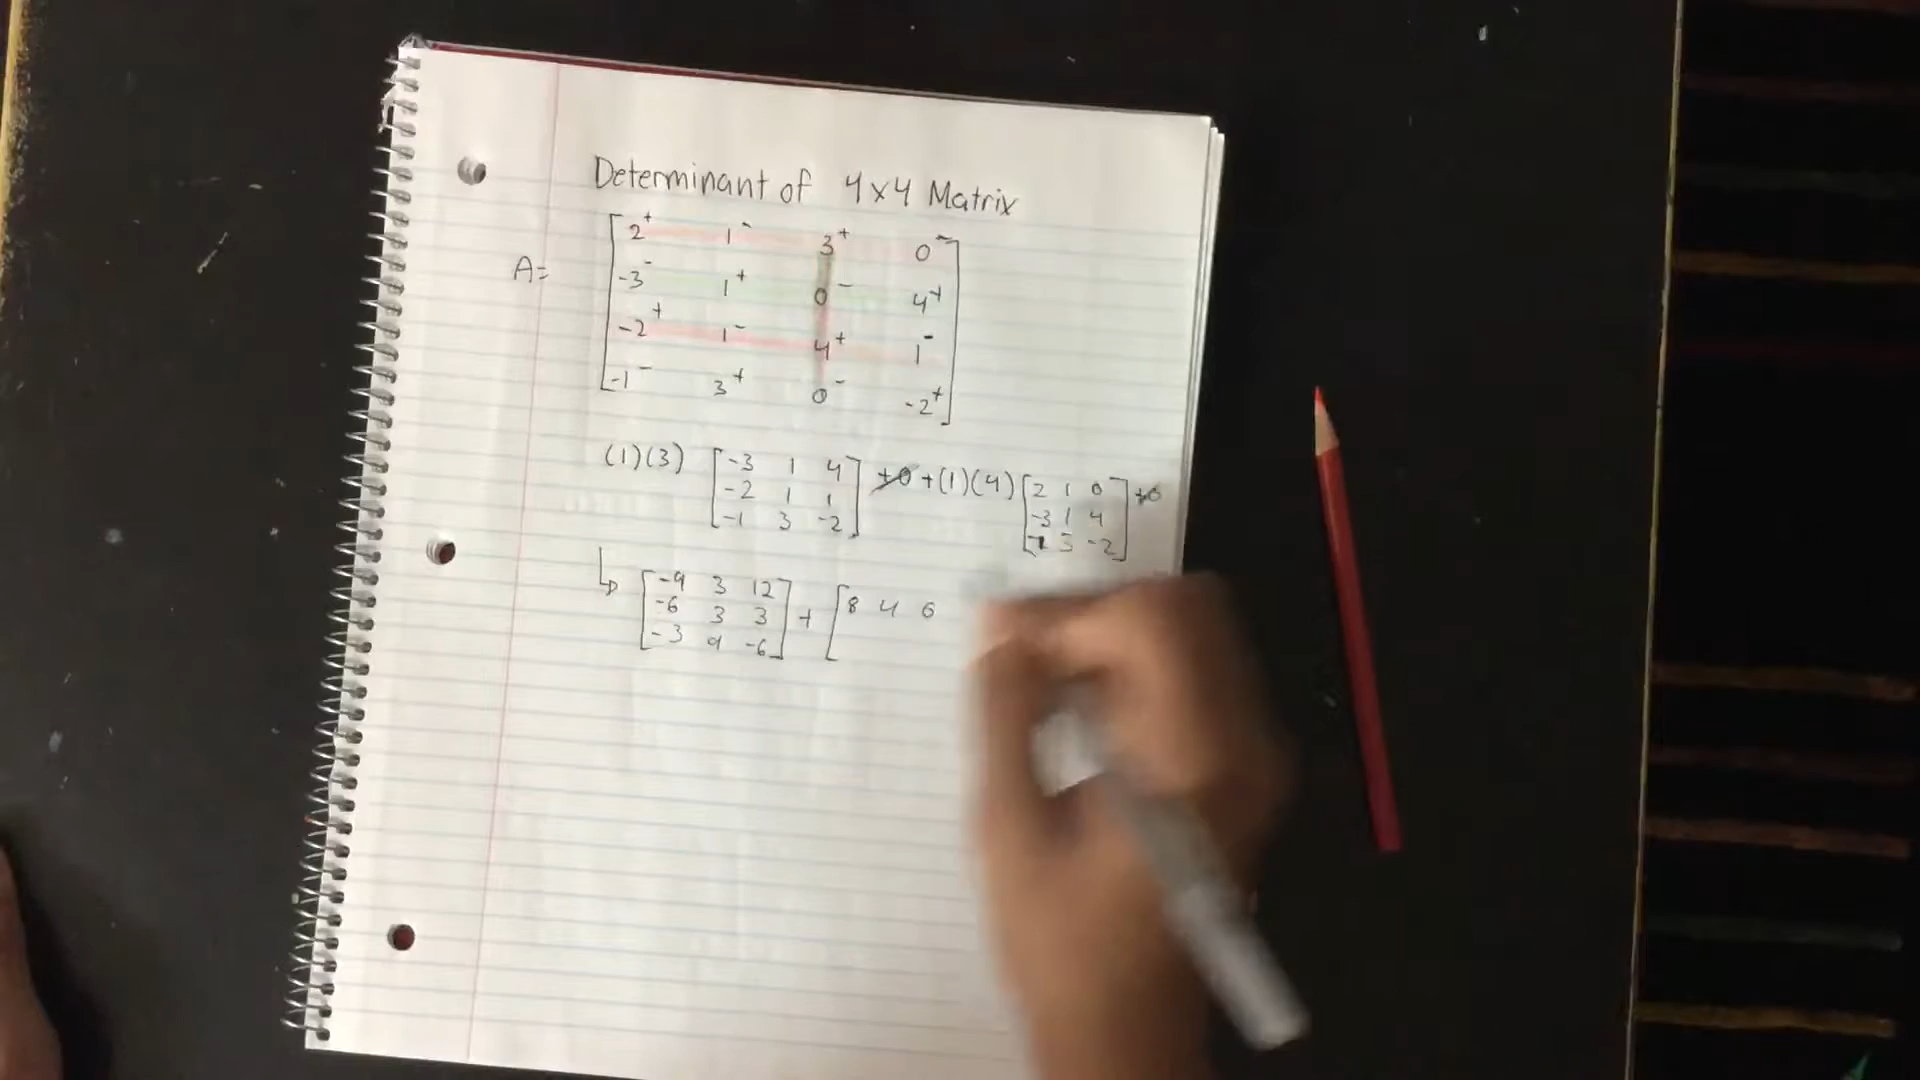 Determinant of 4x4 Matrix
A=
2+ 1- 3+ 0-
-3- 1+ 0- 4+
-2+ 1- 4+ 1-
-1- 3+ 0- -2+
(1)(3) [-3 1 4] +0 +(1)(4) [2 1 0] +0
-2 1 1 -3 1 4
-1 3 -2 3 -2
[-9 3 12] + [8 4 0
-6 3 3
-3 9 -6